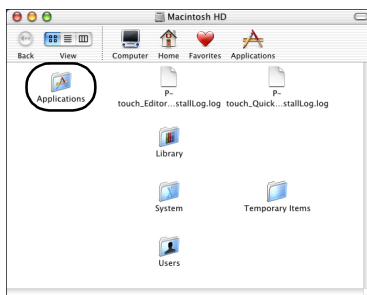 Macintosh HD
Back View Computer Home Favorites Applications
Applications
P-
touch_Editor...stallLog.log
P-
touch_Quick...stallLog.log
Library
System
Temporary Items
Users